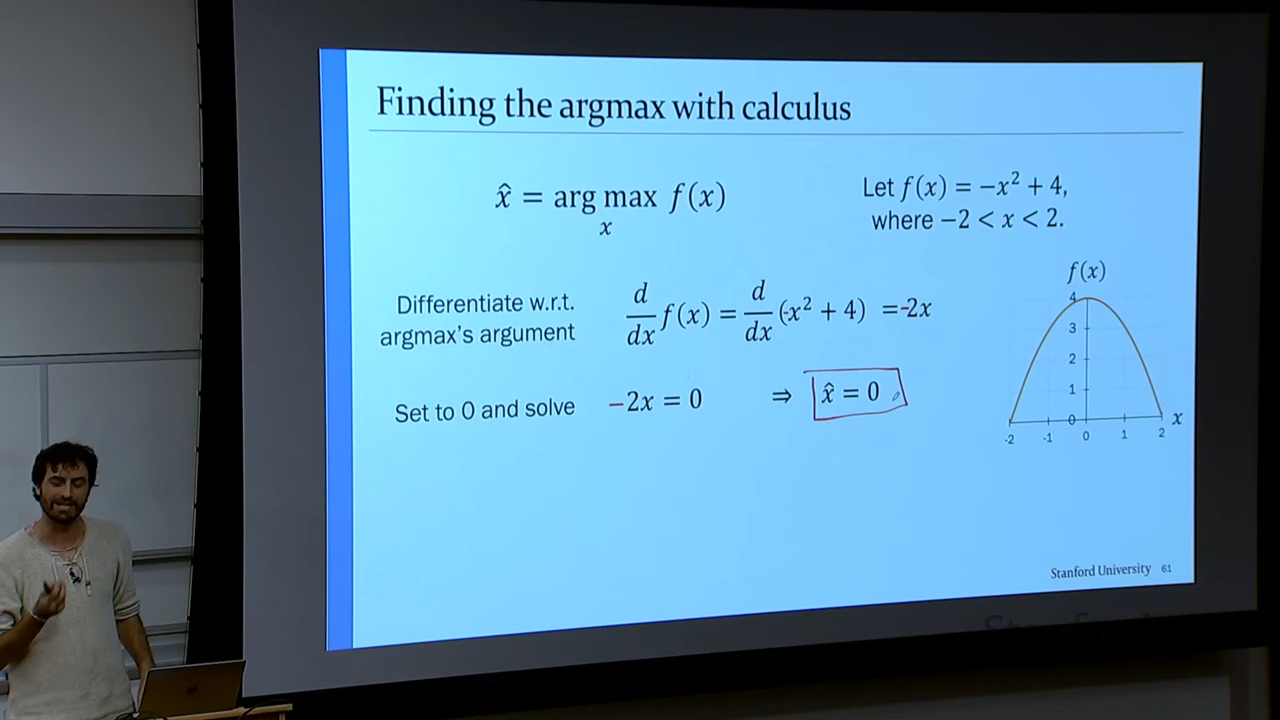 Finding the argmax with calculus
x̂ = arg max f(x)
x
Let f(x) = −x² + 4,
where −2 < x < 2.
Differentiate w.r.t.
argmax's argument
d/dx f(x) = d/dx (-x² + 4) =-2x
Set to 0 and solve
−2x = 0 ⇒ x̂ = 0
f(x)
4
3
2
1
0
x
-2 -1 0 1 2
Stanford University 61